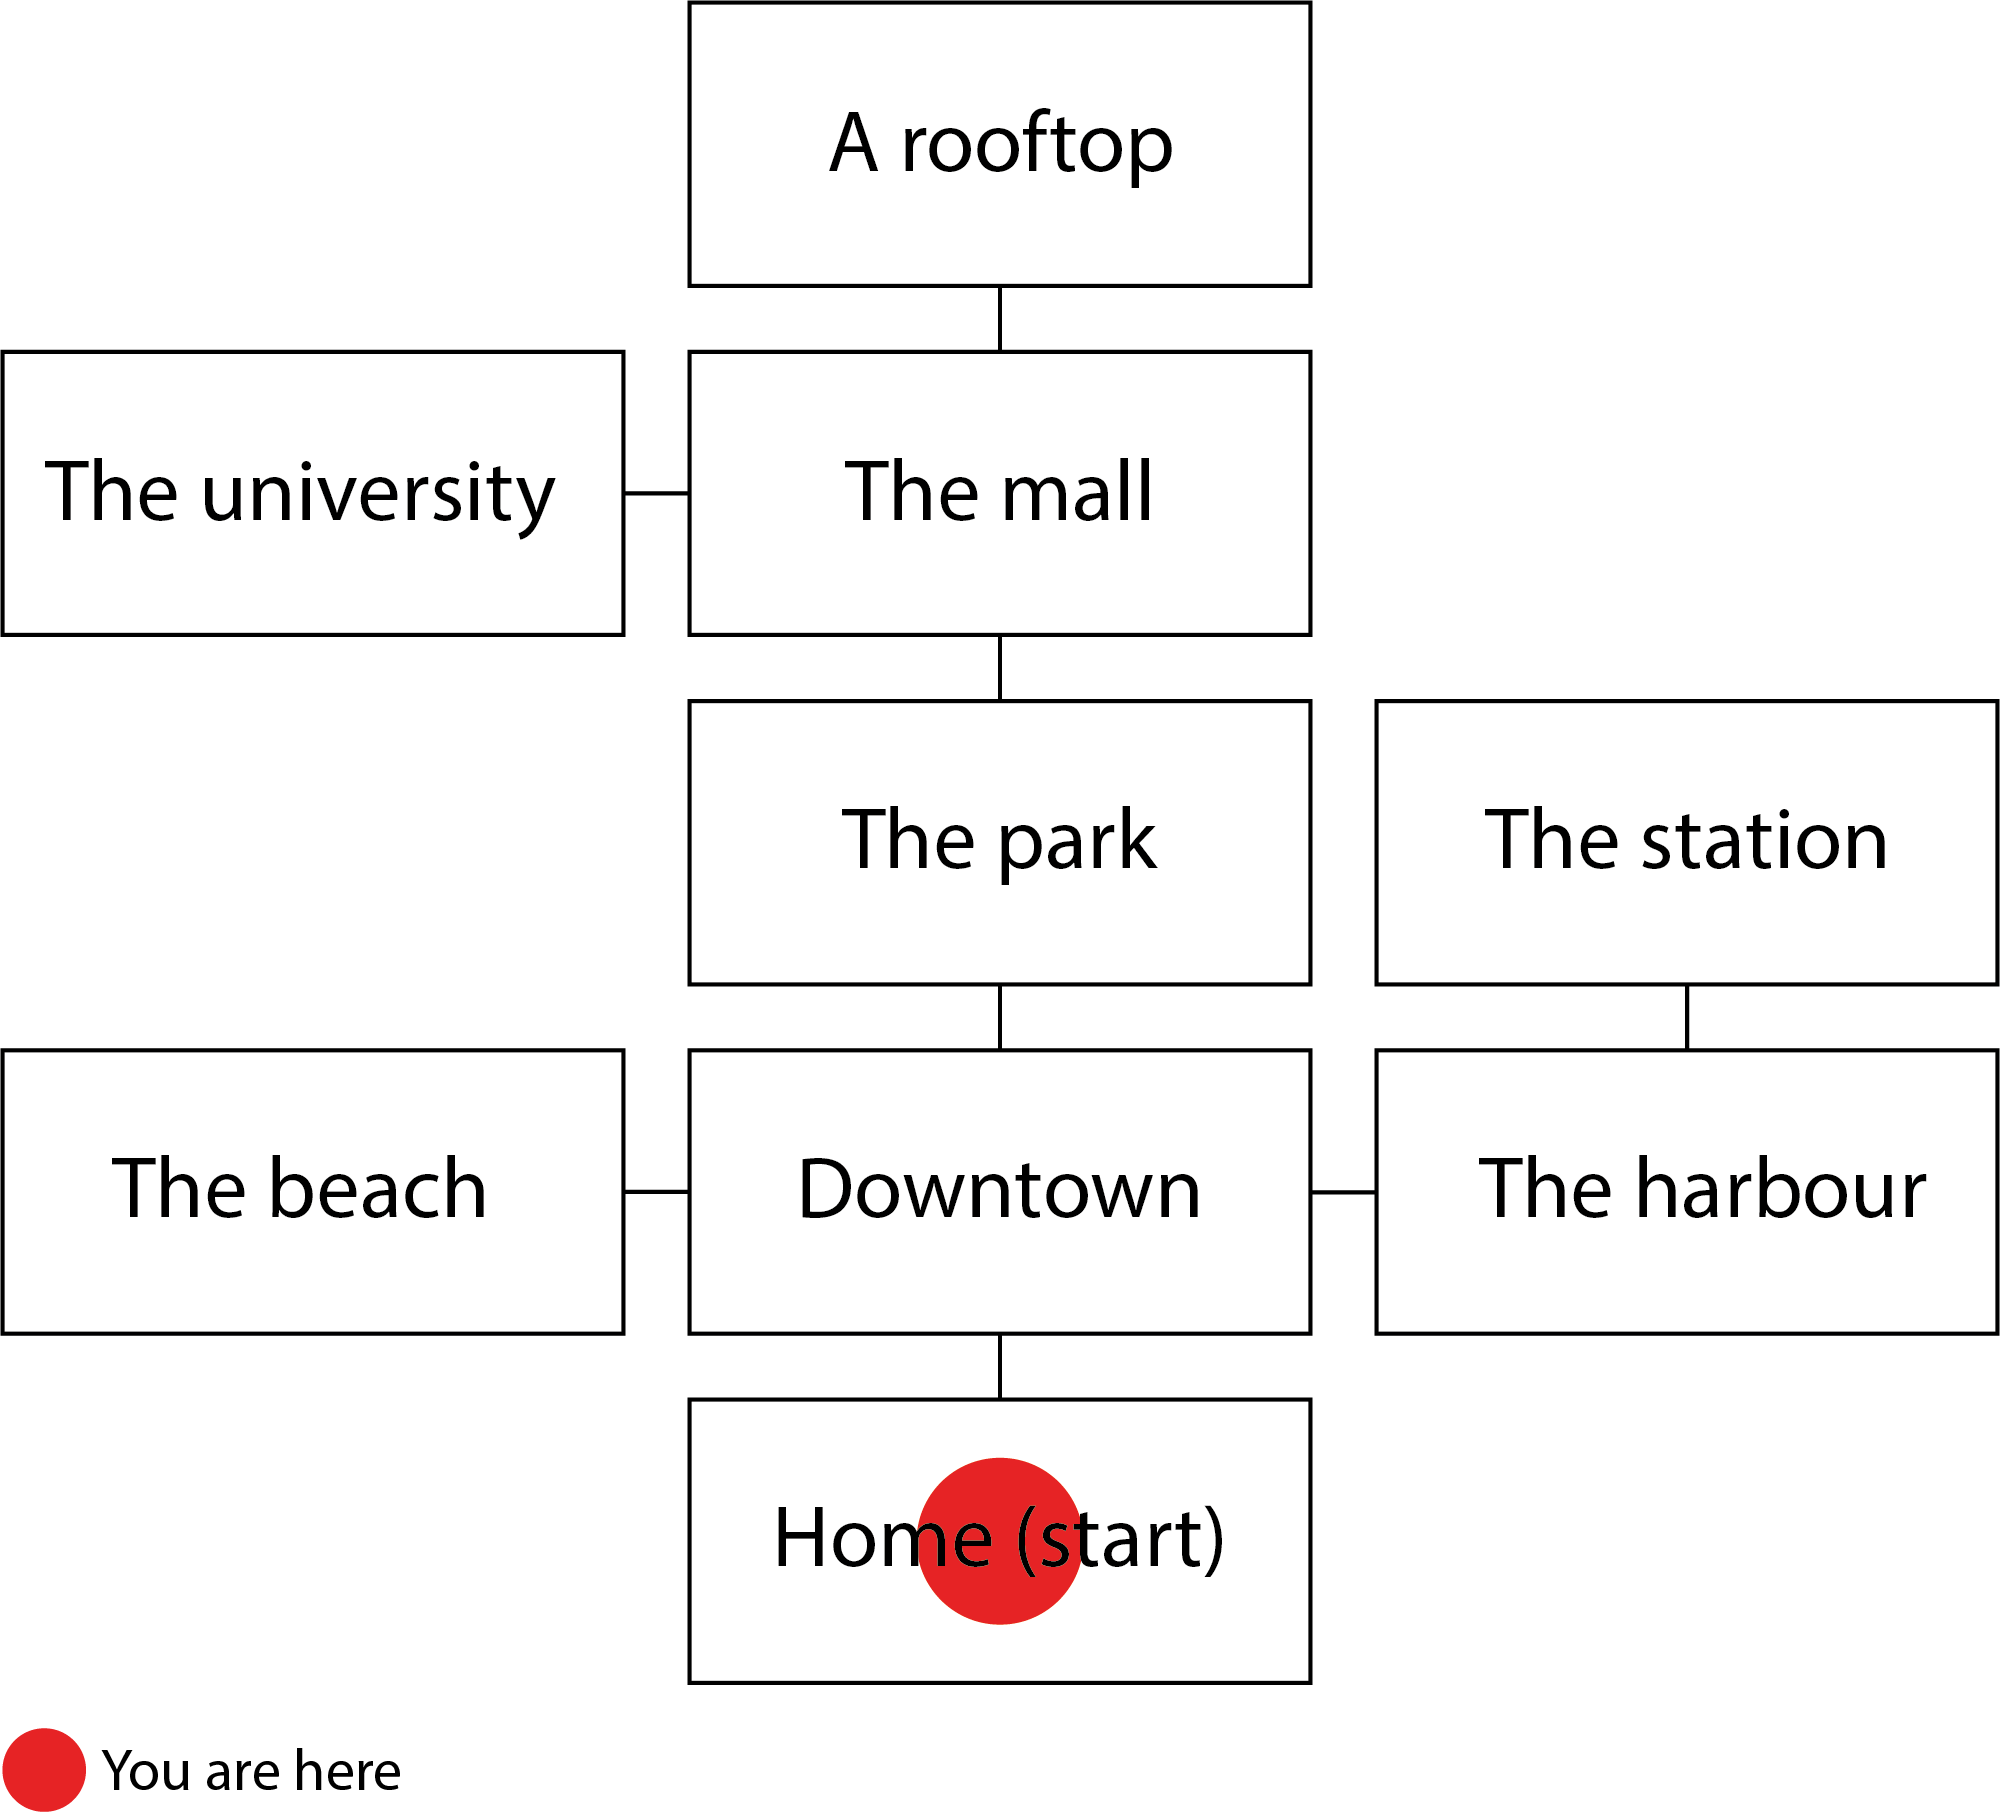 A rooftop
The university
The mall
The park
The station
The beach
Downtown
The harbour
Home (start)
You are here